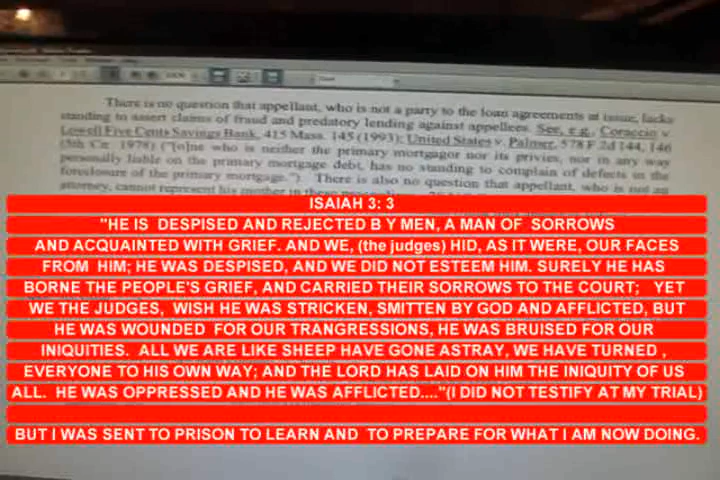 There is no question that appellant, who is not a party to the loan agreements at issue, lacks
standing to assert claims of fraud and predatory lending against appellees. See, e.g., Coraccio v.
Lowell Five Cents Savings Bank, 415 Mass. 145 (1993); United States v. Palmer, 578 F.2d 144, 146
(5th Cir. 1978) ("[o]ne who is neither the primary mortgagor nor its privies, nor in any way
personally liable on the primary mortgage debt, has no standing to complain of defects in the
foreclosure of the primary mortgage.") There is also no question that appellant, who is not an
attorney, cannot represent his mother in these
ISAIAH 3: 3
"HE IS DESPISED AND REJECTED B Y MEN, A MAN OF SORROWS
AND ACQUAINTED WITH GRIEF. AND WE, (the judges) HID, AS IT WERE, OUR FACES
FROM HIM; HE WAS DESPISED, AND WE DID NOT ESTEEM HIM. SURELY HE HAS
BORNE THE PEOPLE'S GRIEF, AND CARRIED THEIR SORROWS TO THE COURT; YET
WE THE JUDGES, WISH HE WAS STRICKEN, SMITTEN BY GOD AND AFFLICTED, BUT
HE WAS WOUNDED FOR OUR TRANGRESSIONS, HE WAS BRUISED FOR OUR
INIQUITIES. ALL WE ARE LIKE SHEEP HAVE GONE ASTRAY, WE HAVE TURNED ,
EVERYONE TO HIS OWN WAY; AND THE LORD HAS LAID ON HIM THE INIQUITY OF US
ALL. HE WAS OPPRESSED AND HE WAS AFFLICTED...."(I DID NOT TESTIFY AT MY TRIAL)
BUT I WAS SENT TO PRISON TO LEARN AND TO PREPARE FOR WHAT I AM NOW DOING.